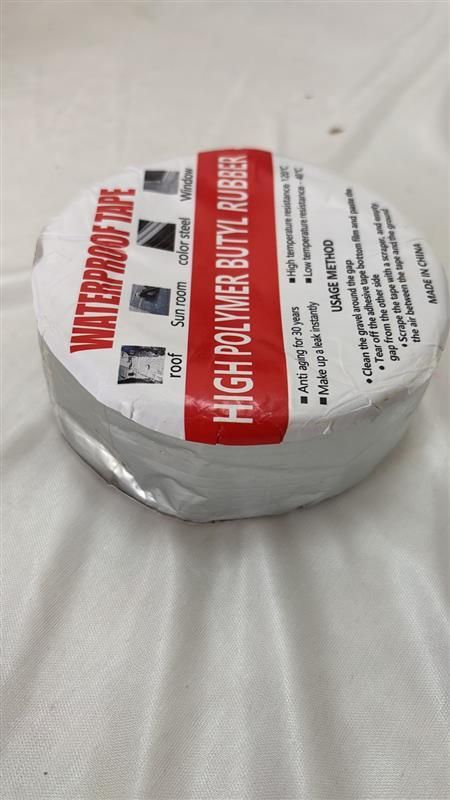 WATERPROOF TAPE
roof
Sun room
color steel
Window
HIGH POLYMER BUTYL RUBBER
■ Anti aging for 30 years
■ High temperature resistance 120℃
■ Make up a leak instantly
■ Low temperature resistance -40℃
USAGE METHOD
• Clean the gravel around the gap
• Tear off the adhesive tape bottom film and paste the
gap from the other side
• Scrape the tape with a scraper, and empty
the air between the tape and the ground
MADE IN CHINA